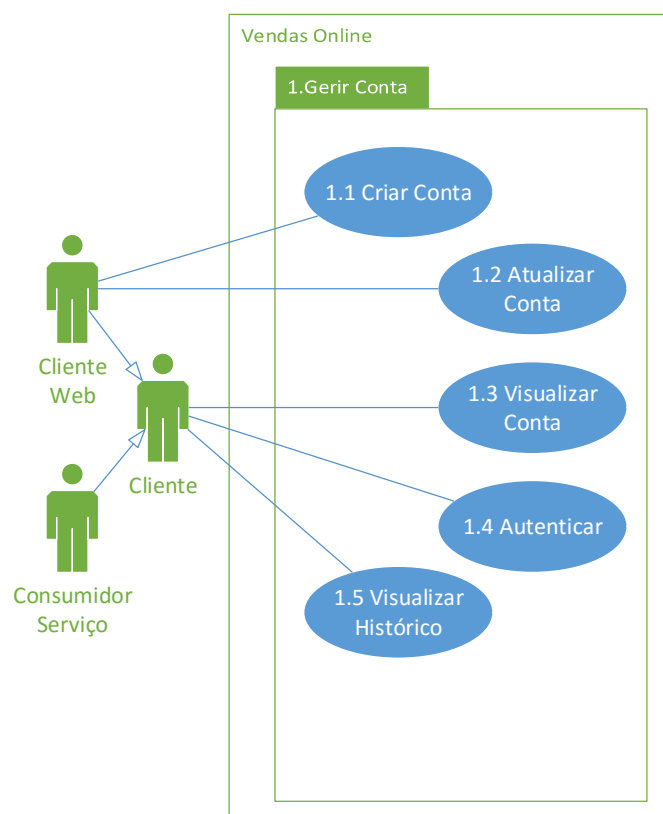 Vendas Online
1.Gerir Conta
1.1 Criar Conta
1.2 Atualizar
Conta
Cliente
Web
1.3 Visualizar
Conta
Cliente
1.4 Autenticar
Consumidor
Serviço
1.5 Visualizar
Histórico